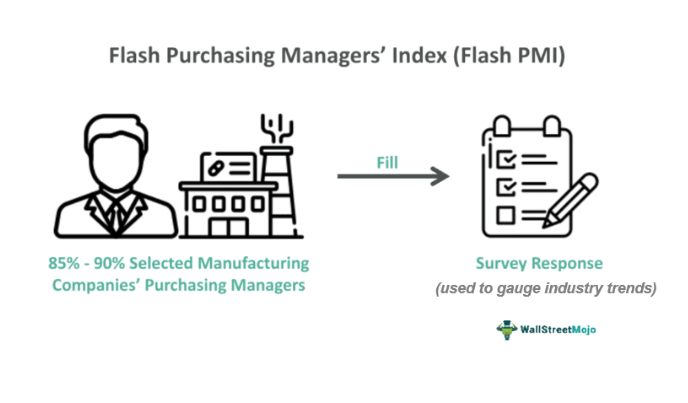 Flash Purchasing Managers’ Index (Flash PMI)
Fill
85% - 90% Selected Manufacturing
Companies’ Purchasing Managers
Survey Response
(used to gauge industry trends)
WallStreetMojo